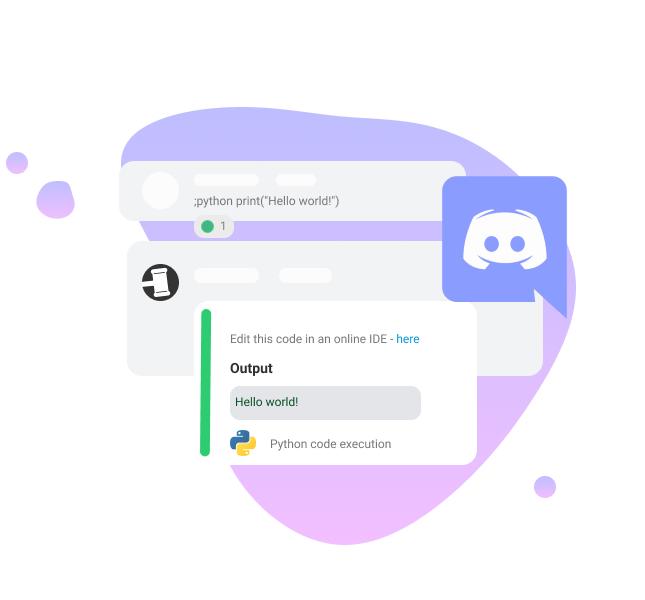 ;python print("Hello world!")
1
Edit this code in an online IDE - here
Output
Hello world!
Python code execution